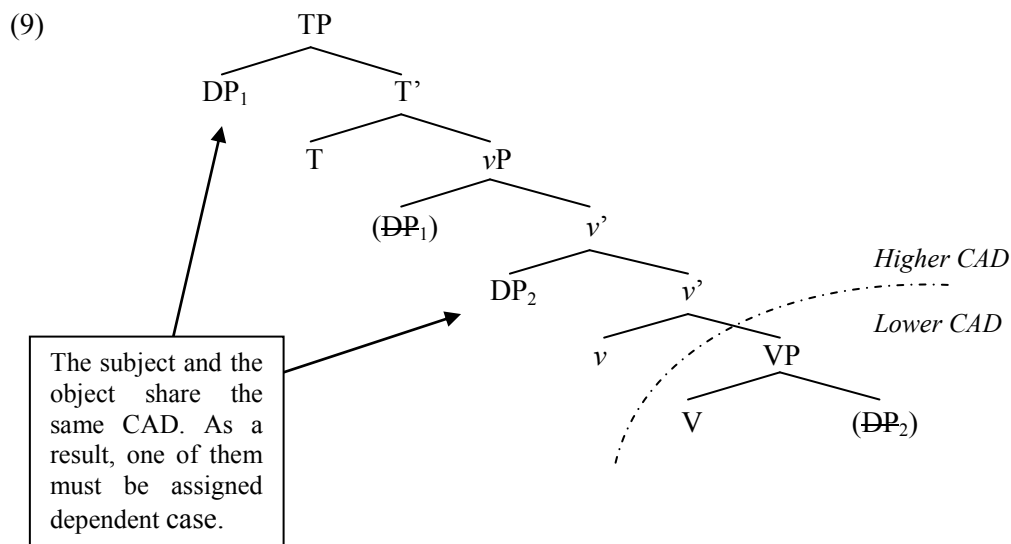 (9)
TP
DP1 T’
T vP
(DP1) v’
DP2 v’
Higher CAD
Lower CAD
v VP
V (DP2)
The subject and the
object share the
same CAD. As a
result, one of them
must be assigned
dependent case.